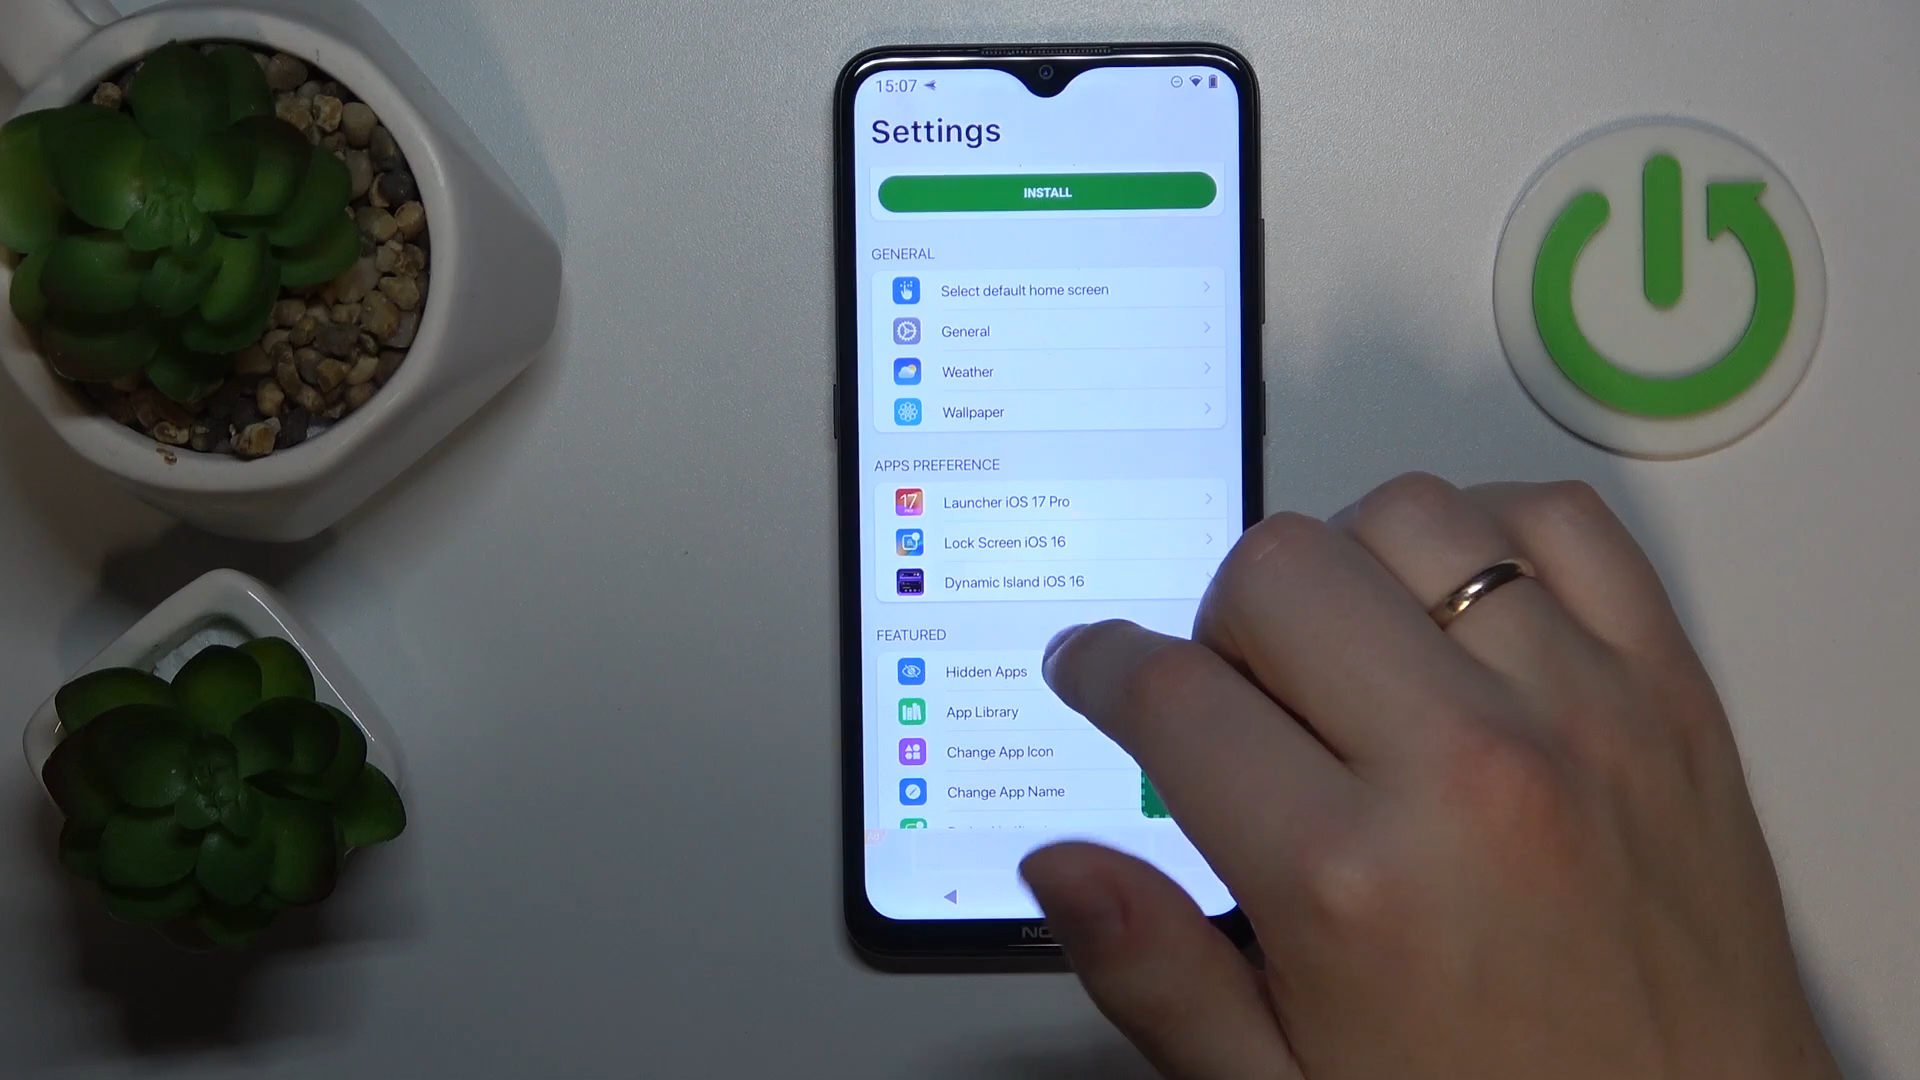 15:07
Settings
INSTALL
GENERAL
Select default home screen
General
Weather
Wallpaper
APPS PREFERENCE
17
Launcher iOS 17 Pro
Lock Screen iOS 16
Dynamic Island iOS 16
FEATURED
Hidden Apps
App Library
Change App Icon
Change App Name
Ad